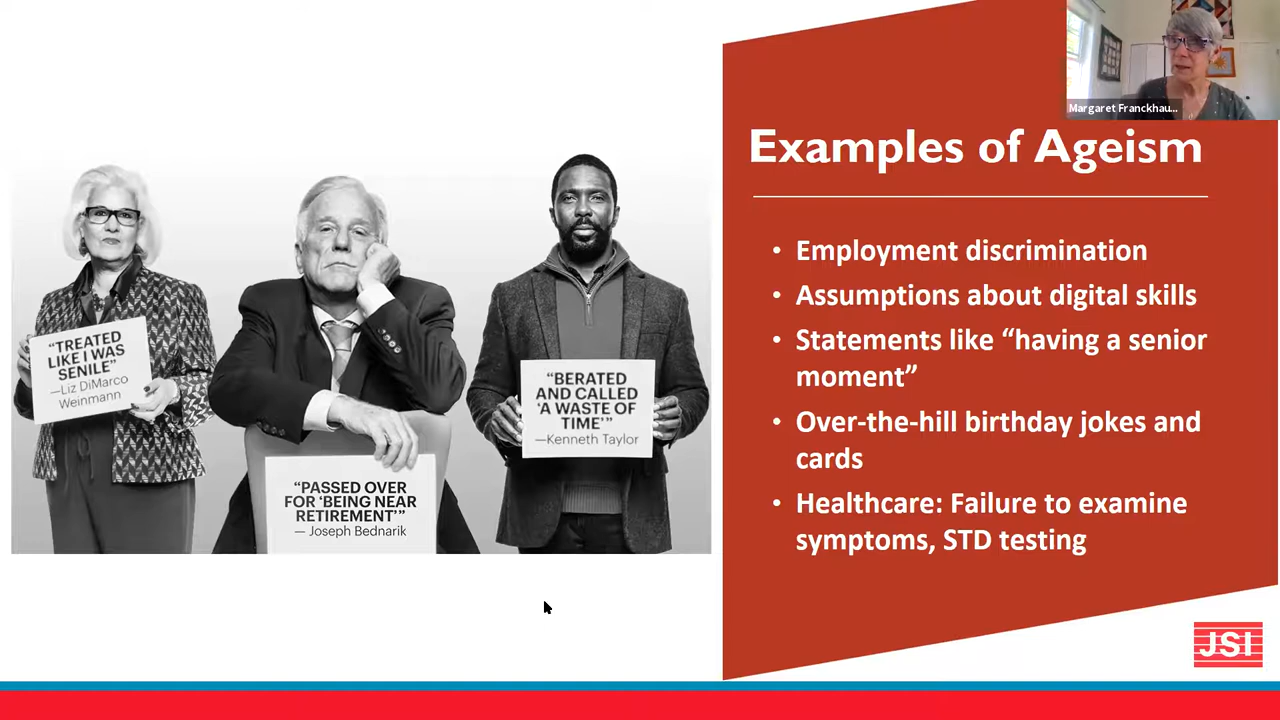 Margaret Franckhau...
Examples of Ageism
• Employment discrimination
• Assumptions about digital skills
• Statements like “having a senior
moment”
• Over-the-hill birthday jokes and
cards
• Healthcare: Failure to examine
symptoms, STD testing
“TREATED
LIKE I WAS
SENILE”
—Liz DiMarco
Weinmann
“PASSED OVER
FOR ‘BEING NEAR
RETIREMENT’”
— Joseph Bednarik
“BERATED
AND CALLED
‘A WASTE OF
TIME’”
—Kenneth Taylor
JSI